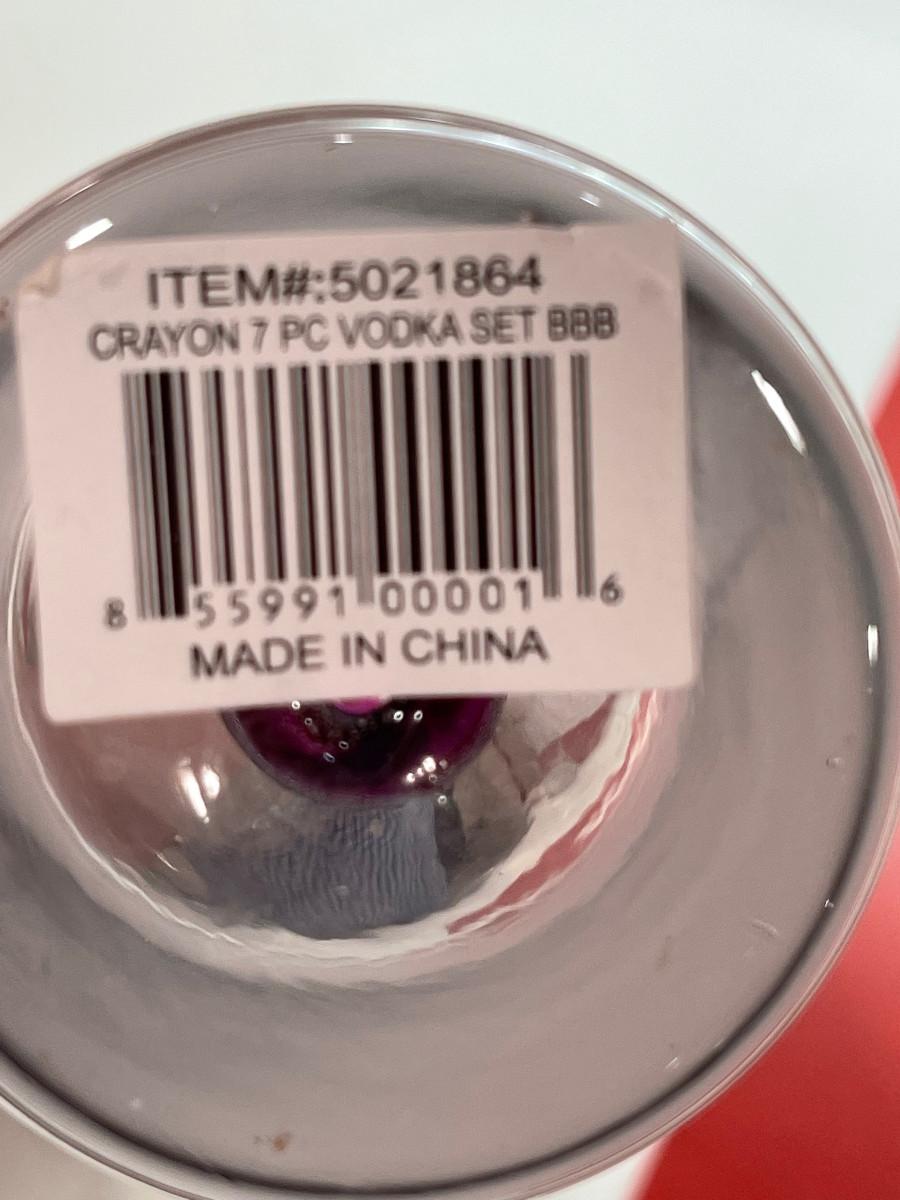 ITEM#:5021864
CRAYON 7 PC VODKA SET BBB
8 55991 00001 6
MADE IN CHINA